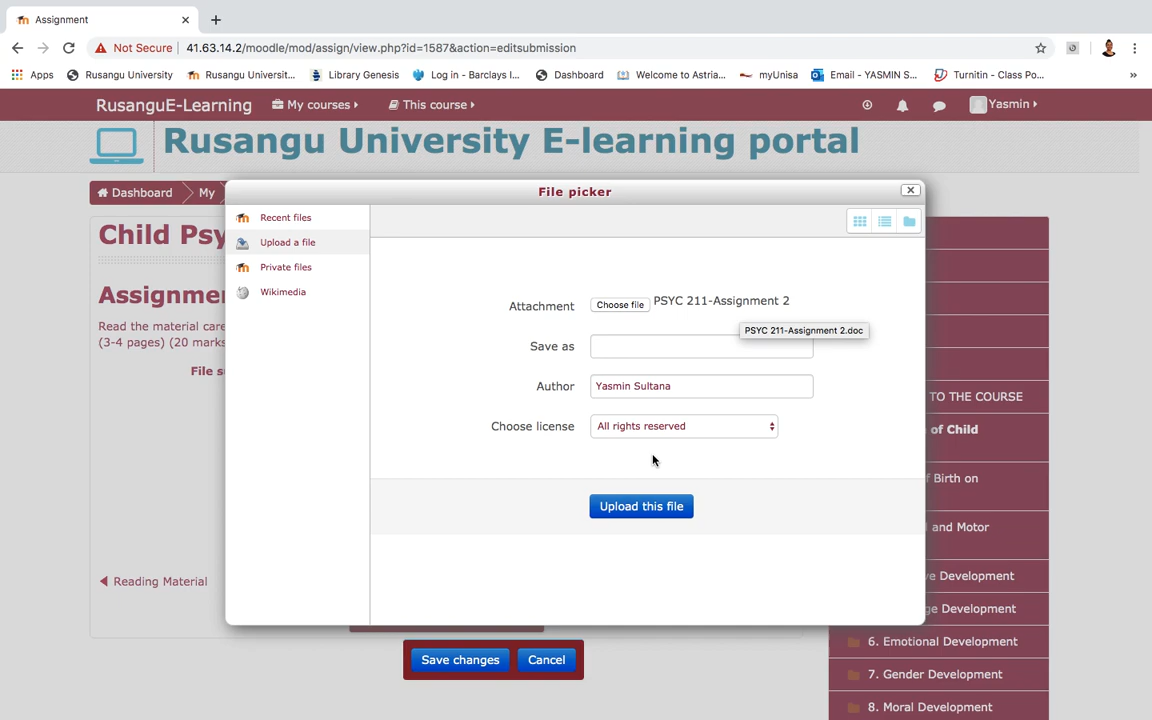 Assignment
Not Secure
41.63.14.2/moodle/mod/assign/view.php?id=1587&action=editsubmission
Apps
Rusangu University
Rusangu Universit...
Library Genesis
Log in - Barclays I...
Dashboard
Welcome to Astria...
myUnisa
Email - YASMIN S...
Turnitin - Class Po...
»
RusanguE-Learning
My courses
This course
Yasmin
Rusangu University E-learning portal
Dashboard
My
File picker
Recent files
Upload a file
Private files
Wikimedia
Attachment
Choose file
PSYC 211-Assignment 2
PSYC 211-Assignment 2.doc
Save as
Author
Yasmin Sultana
Choose license
All rights reserved
Upload this file
Child Psy
Assignme
Read the material care
(3-4 pages) (20 marks
File s
Reading Material
Save changes
Cancel
TO THE COURSE
of Child
f Birth on
l and Motor
ve Development
ge Development
6. Emotional Development
7. Gender Development
8. Moral Development